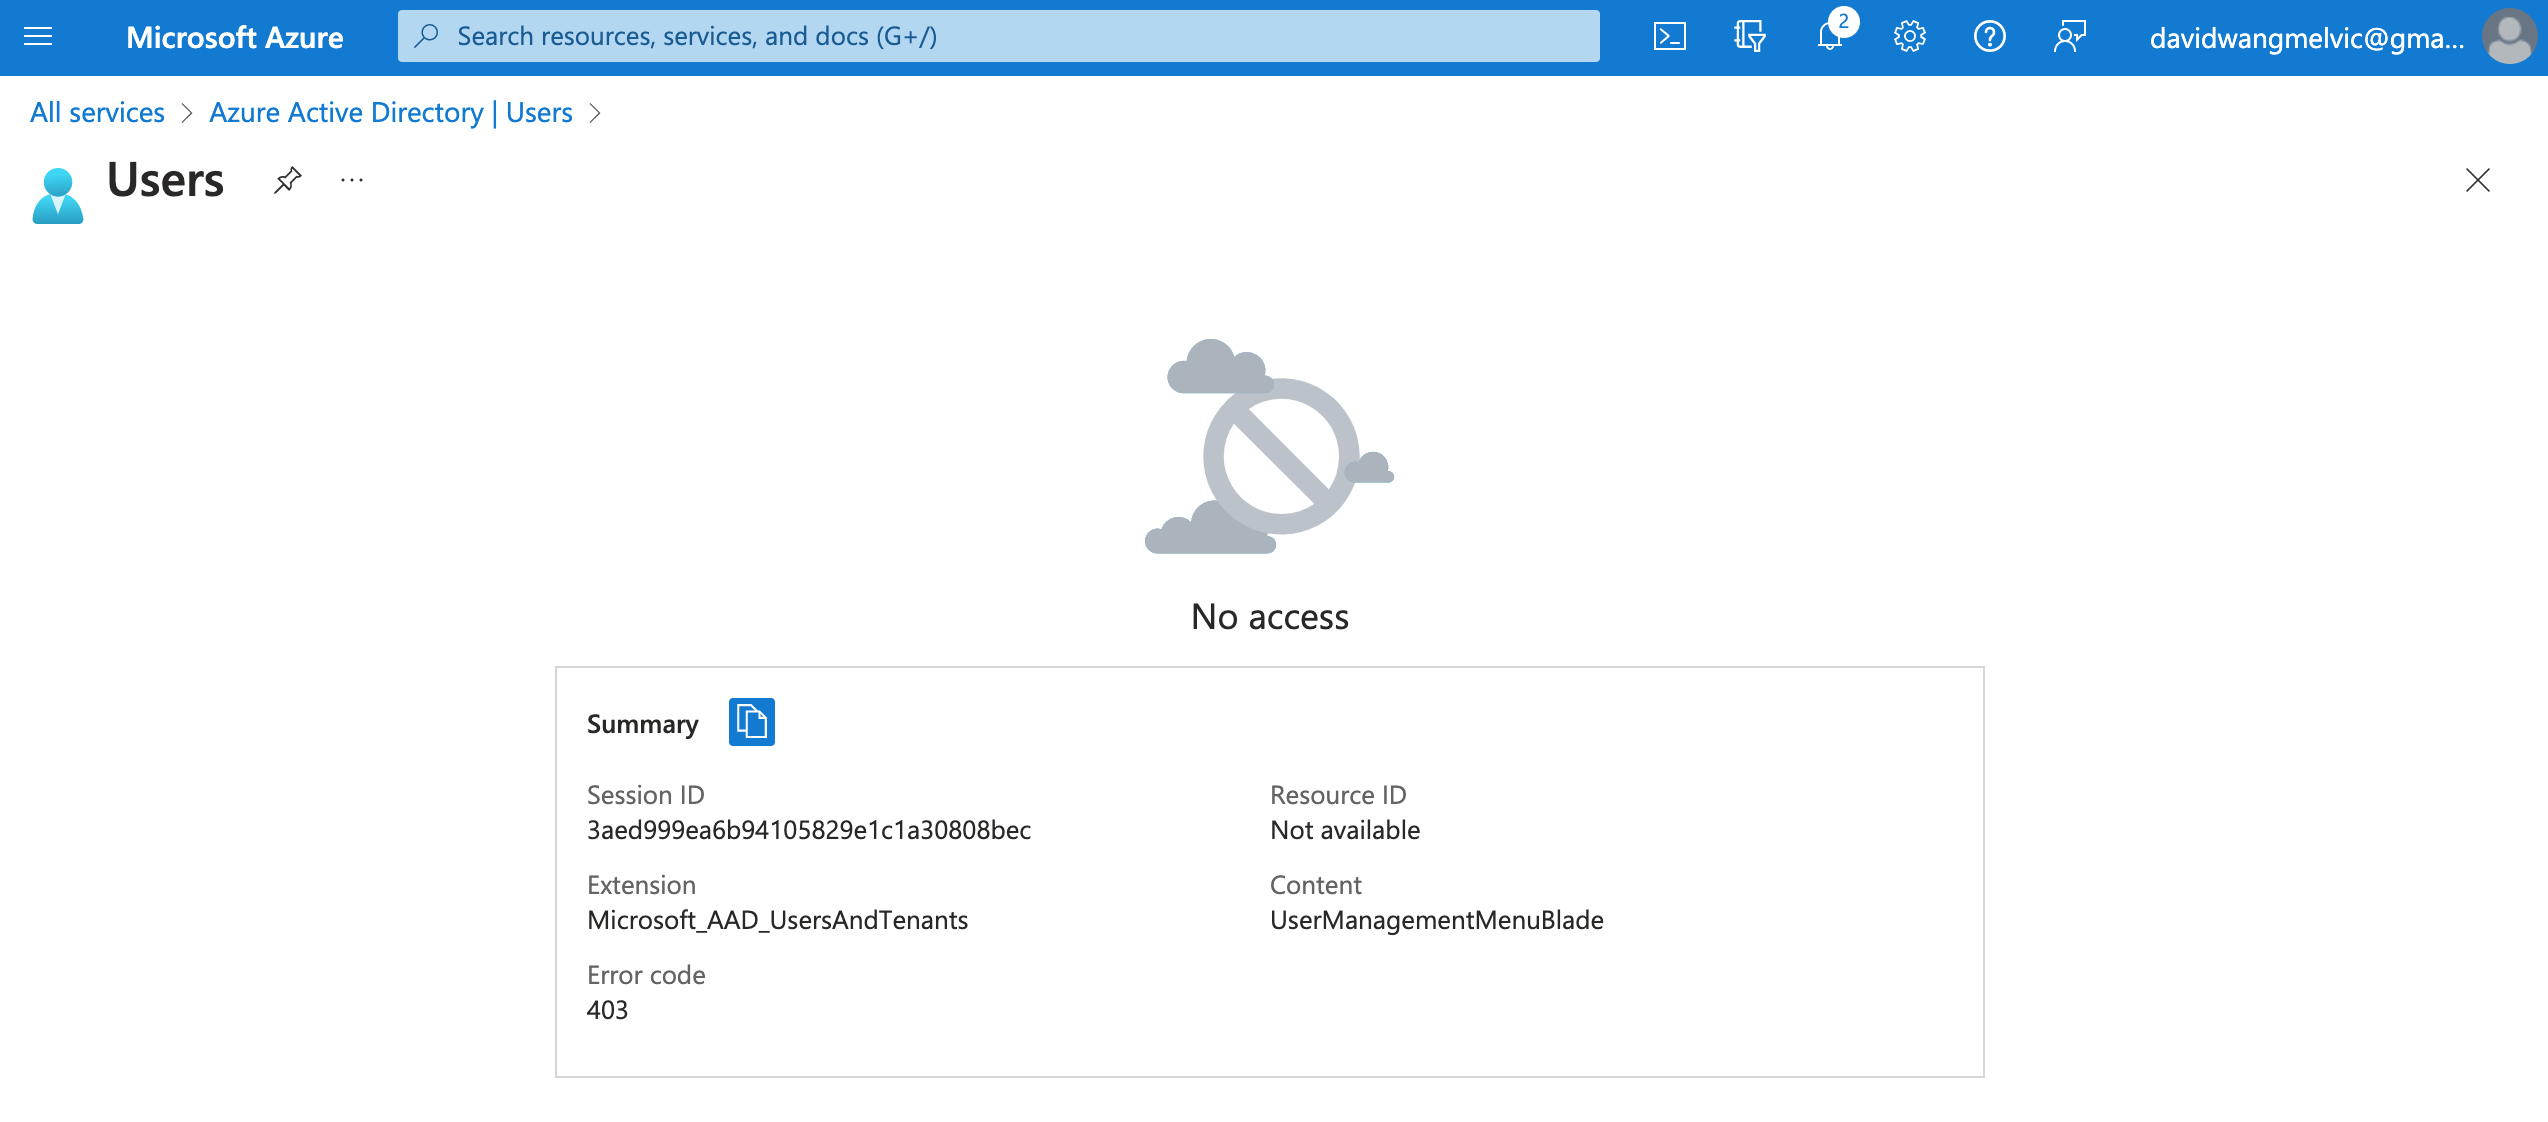 Microsoft Azure
Search resources, services, and docs (G+/)
2
davidwangmelvic@gma...
All services > Azure Active Directory | Users >
Users
...
No access
Summary
Session ID
3aed999ea6b94105829e1c1a30808bec
Resource ID
Not available
Extension
Microsoft_AAD_UsersAndTenants
Content
UserManagementMenuBlade
Error code
403